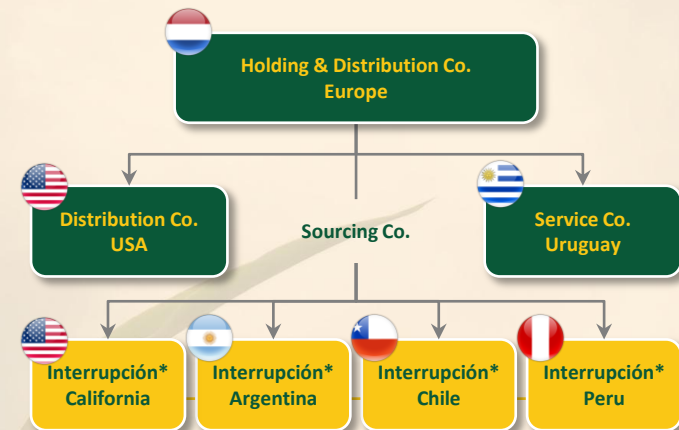 Holding & Distribution Co.
Europe
Distribution Co.
USA
Sourcing Co.
Service Co.
Uruguay
Interrupción*
California
Interrupción*
Argentina
Interrupción*
Chile
Interrupción*
Peru